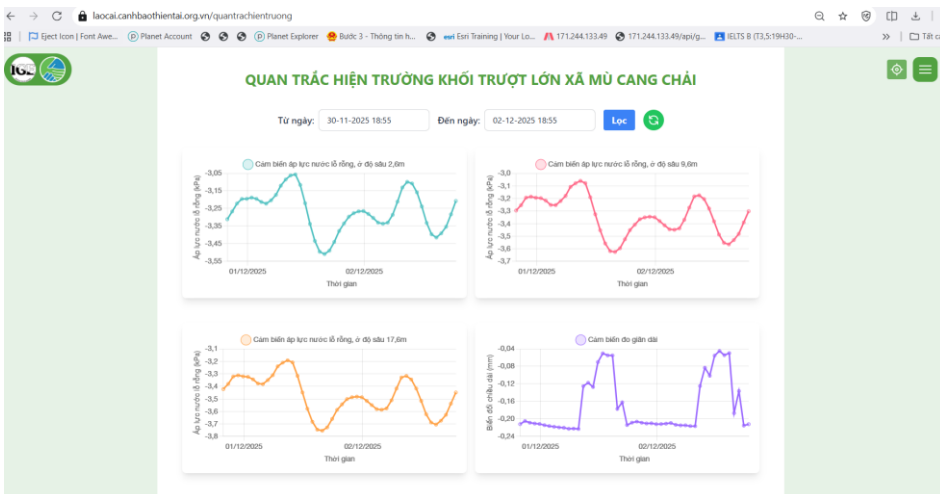 laocai.canhbaothientai.org.vn/quantrachientruong
Eject Icon | Font Awe... Planet Account Planet Explorer Bước 3 - Thông tin h... esri Esri Training | Your Lo... 171.244.133.49 171.244.133.49/api/g... IELTS B (T3,5:19H30-... » Tất cả
QUAN TRẮC HIỆN TRƯỜNG KHỐI TRƯỢT LỚN XÃ MÙ CANG CHẢI
Từ ngày: 30-11-2025 18:55 Đến ngày: 02-12-2025 18:55 Lọc
Cảm biến áp lực nước lỗ rỗng, ở độ sâu 2,6m
Áp lực nước lỗ rỗng (kPa)
-3,05
-3,15
-3,25
-3,35
-3,45
-3,55
01/12/2025 02/12/2025
Thời gian
Cảm biến áp lực nước lỗ rỗng, ở độ sâu 9,6m
Áp lực nước lỗ rỗng (kPa)
-3,0
-3,1
-3,2
-3,3
-3,4
-3,5
-3,6
-3,7
01/12/2025 02/12/2025
Thời gian
Cảm biến áp lực nước lỗ rỗng, ở độ sâu 17,6m
Áp lực nước lỗ rỗng (kPa)
-3,1
-3,2
-3,3
-3,4
-3,5
-3,6
-3,7
-3,8
01/12/2025 02/12/2025
Thời gian
Cảm biến đo giãn dài
Biến đổi chiều dài (mm)
-0,04
-0,08
-0,12
-0,16
-0,20
-0,24
01/12/2025 02/12/2025
Thời gian